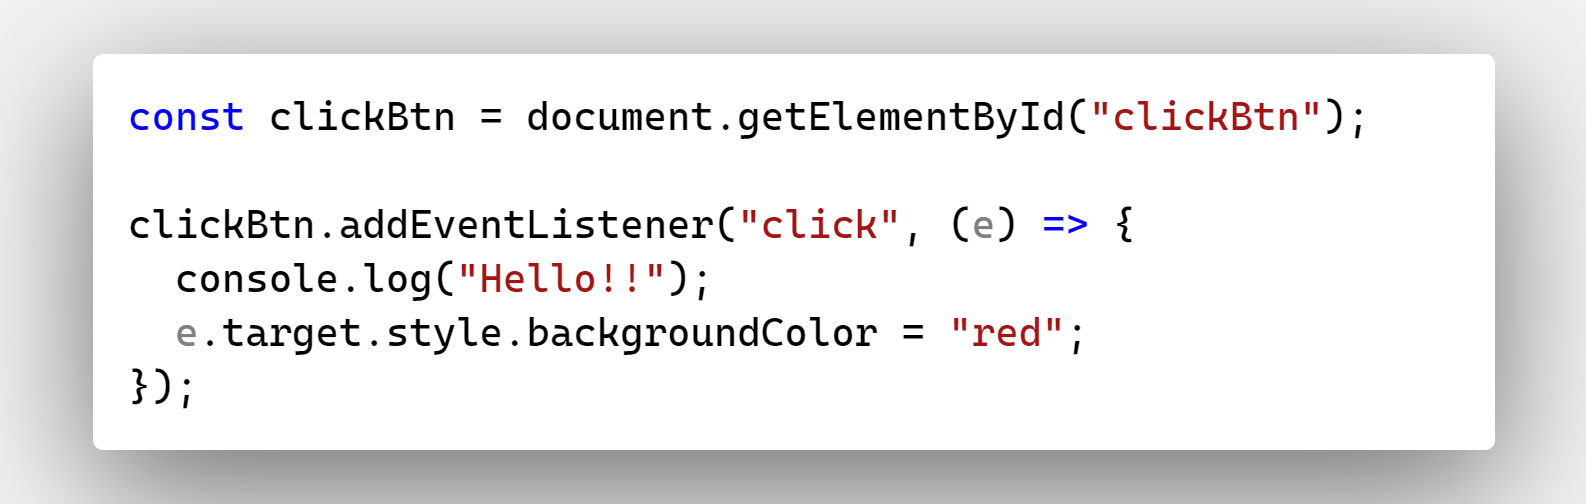 const clickBtn = document.getElementById("clickBtn");

clickBtn.addEventListener("click", (e) => {
  console.log("Hello!!");
  e.target.style.backgroundColor = "red";
});